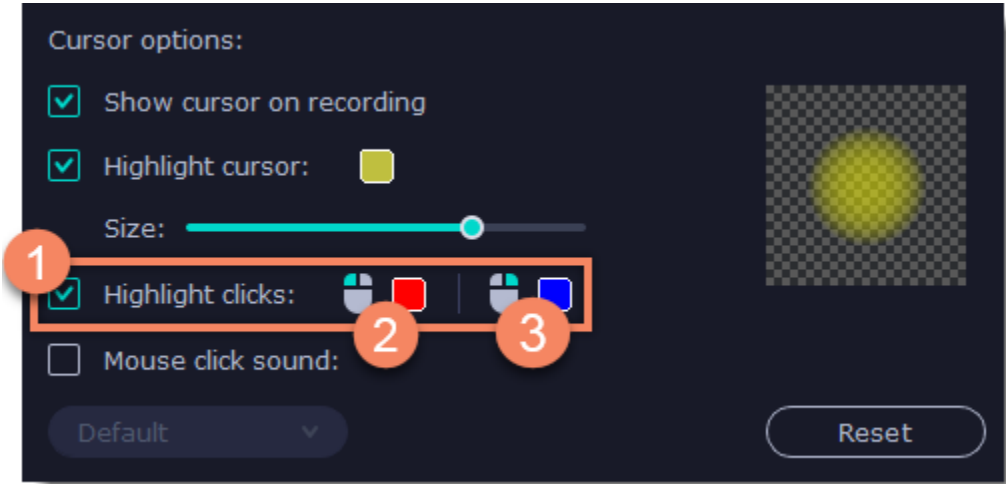 Cursor options:
Show cursor on recording
Highlight cursor:
Size:
1
Highlight clicks:
2
3
Mouse click sound:
Default
Reset